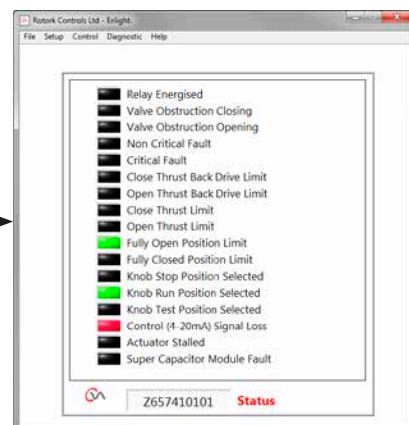 Rotork Controls Ltd - Enlight.
File Setup Control Diagnostic Help
Relay Energised
Valve Obstruction Closing
Valve Obstruction Opening
Non Critical Fault
Critical Fault
Close Thrust Back Drive Limit
Open Thrust Back Drive Limit
Close Thrust Limit
Open Thrust Limit
Fully Open Position Limit
Fully Closed Position Limit
Knob Stop Position Selected
Knob Run Position Selected
Knob Test Position Selected
Control (4-20mA) Signal Loss
Actuator Stalled
Super Capacitor Module Fault
Z657410101 Status